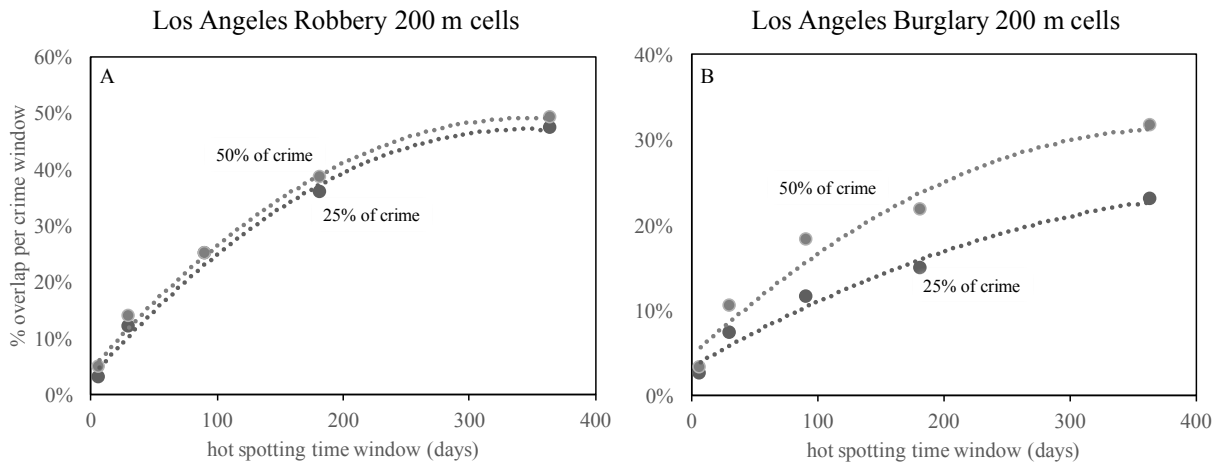 Los Angeles Robbery 200 m cells
60%
50%
40%
30%
20%
10%
0%
% overlap per crime window
A
50% of crime
25% of crime
0
100
200
300
400
hot spotting time window (days)
Los Angeles Burglary 200 m cells
40%
30%
20%
10%
0%
B
50% of crime
25% of crime
0
100
200
300
400
hot spotting time window (days)